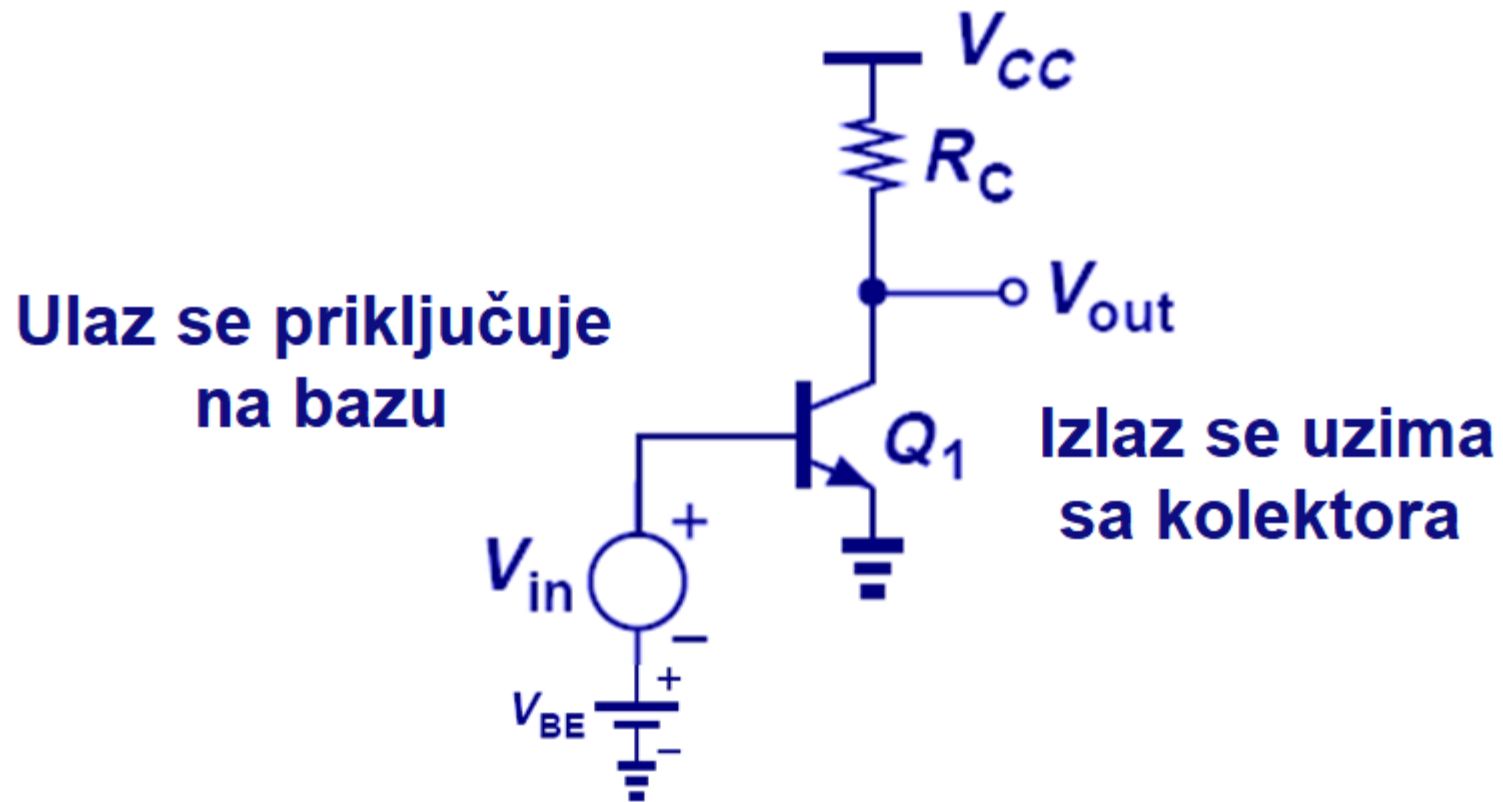 V_CC
R_C
V_out
Ulaz se priključuje
na bazu
Q_1
Izlaz se uzima
sa kolektora
+
V_in
−
+
V_BE
−